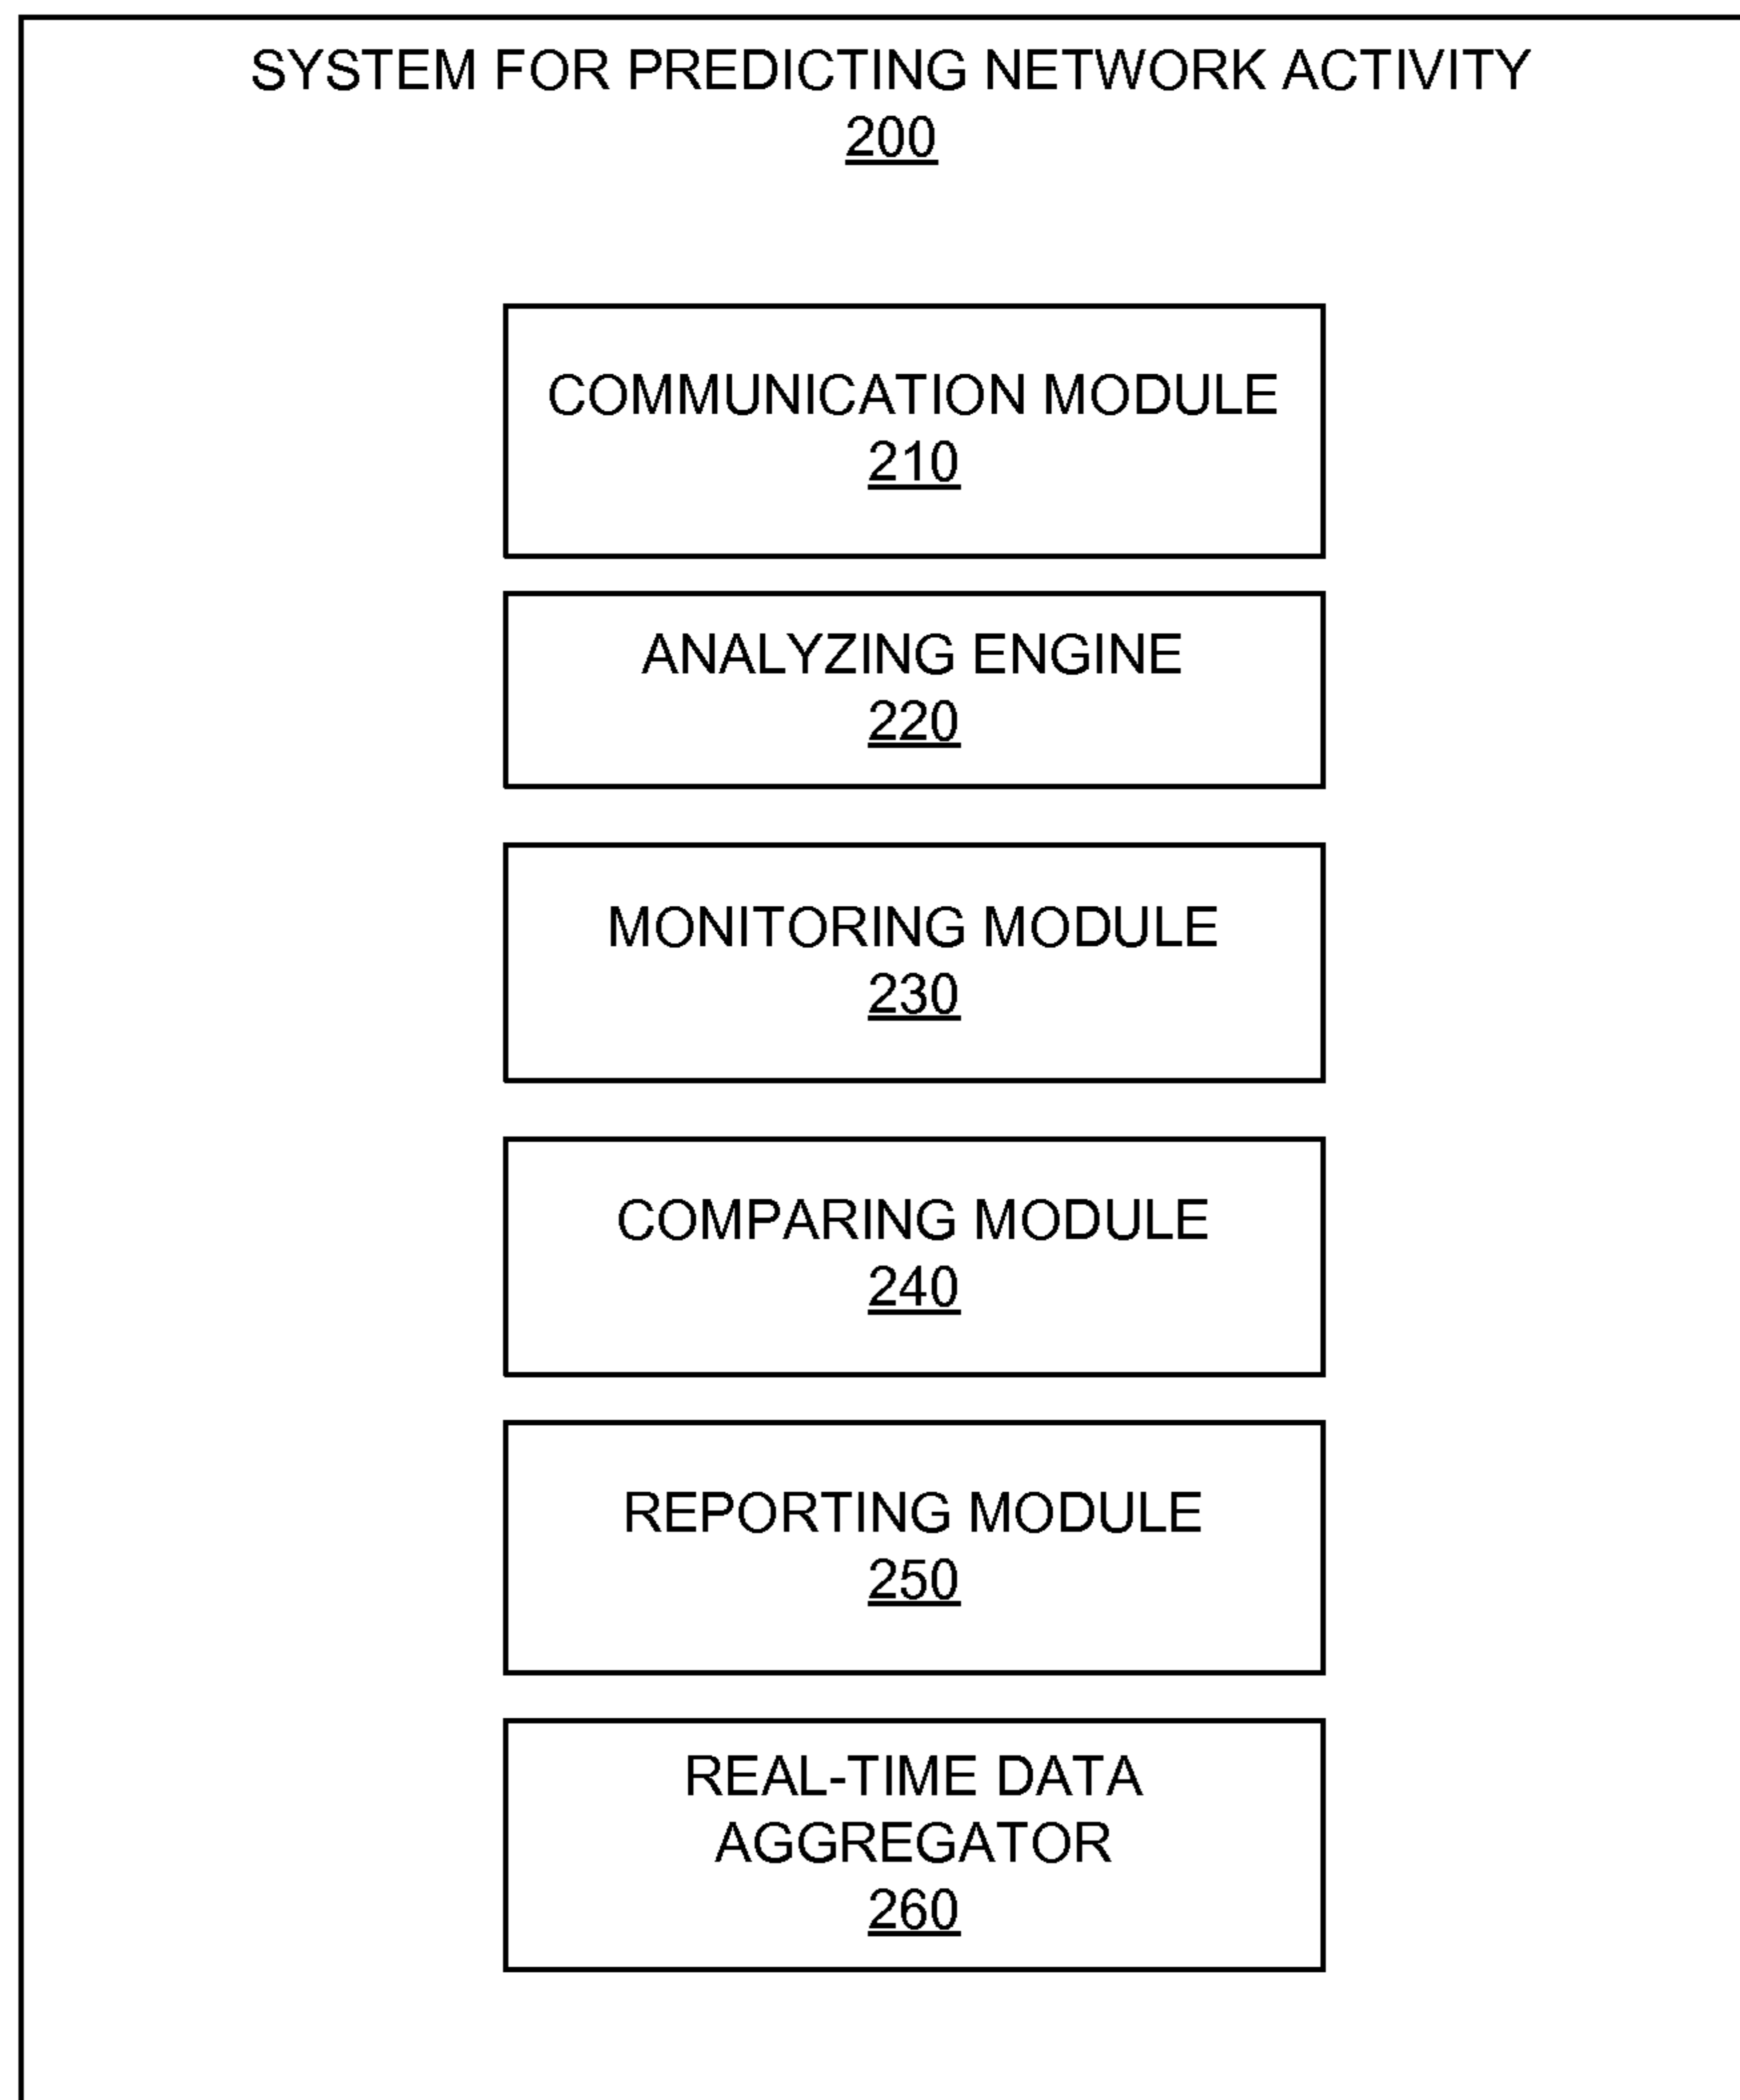 SYSTEM FOR PREDICTING NETWORK ACTIVITY
200
COMMUNICATION MODULE
210
ANALYZING ENGINE
220
MONITORING MODULE
230
COMPARING MODULE
240
REPORTING MODULE
250
REAL-TIME DATA
AGGREGATOR
260